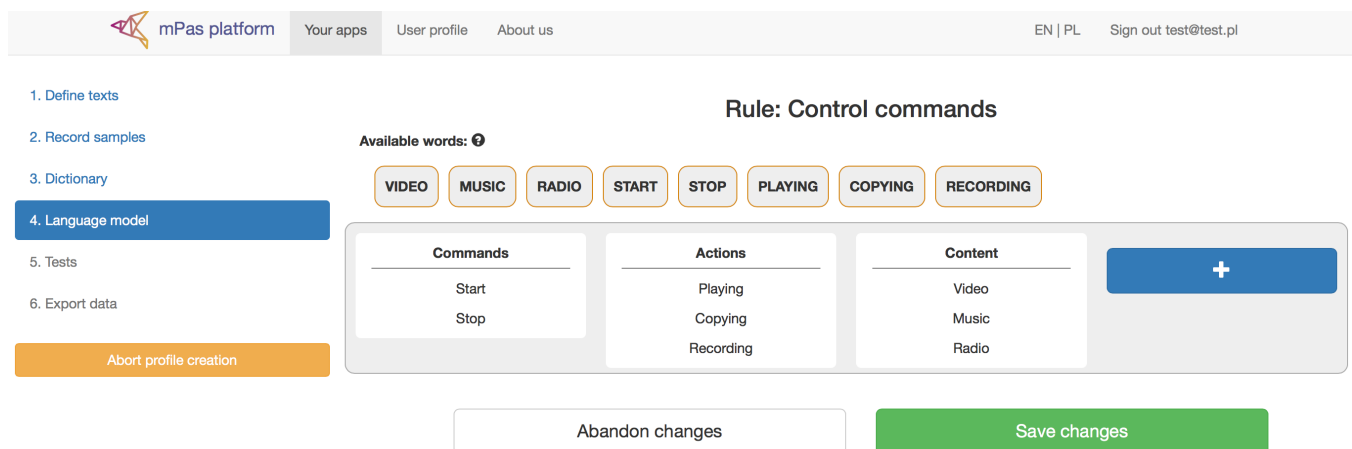 mPas platform Your apps User profile About us EN | PL Sign out test@test.pl
1. Define texts
2. Record samples
3. Dictionary
4. Language model
5. Tests
6. Export data
Abort profile creation
Rule: Control commands
Available words: ?
VIDEO MUSIC RADIO START STOP PLAYING COPYING RECORDING
Commands
Start
Stop
Actions
Playing
Copying
Recording
Content
Video
Music
Radio
+
Abandon changes Save changes